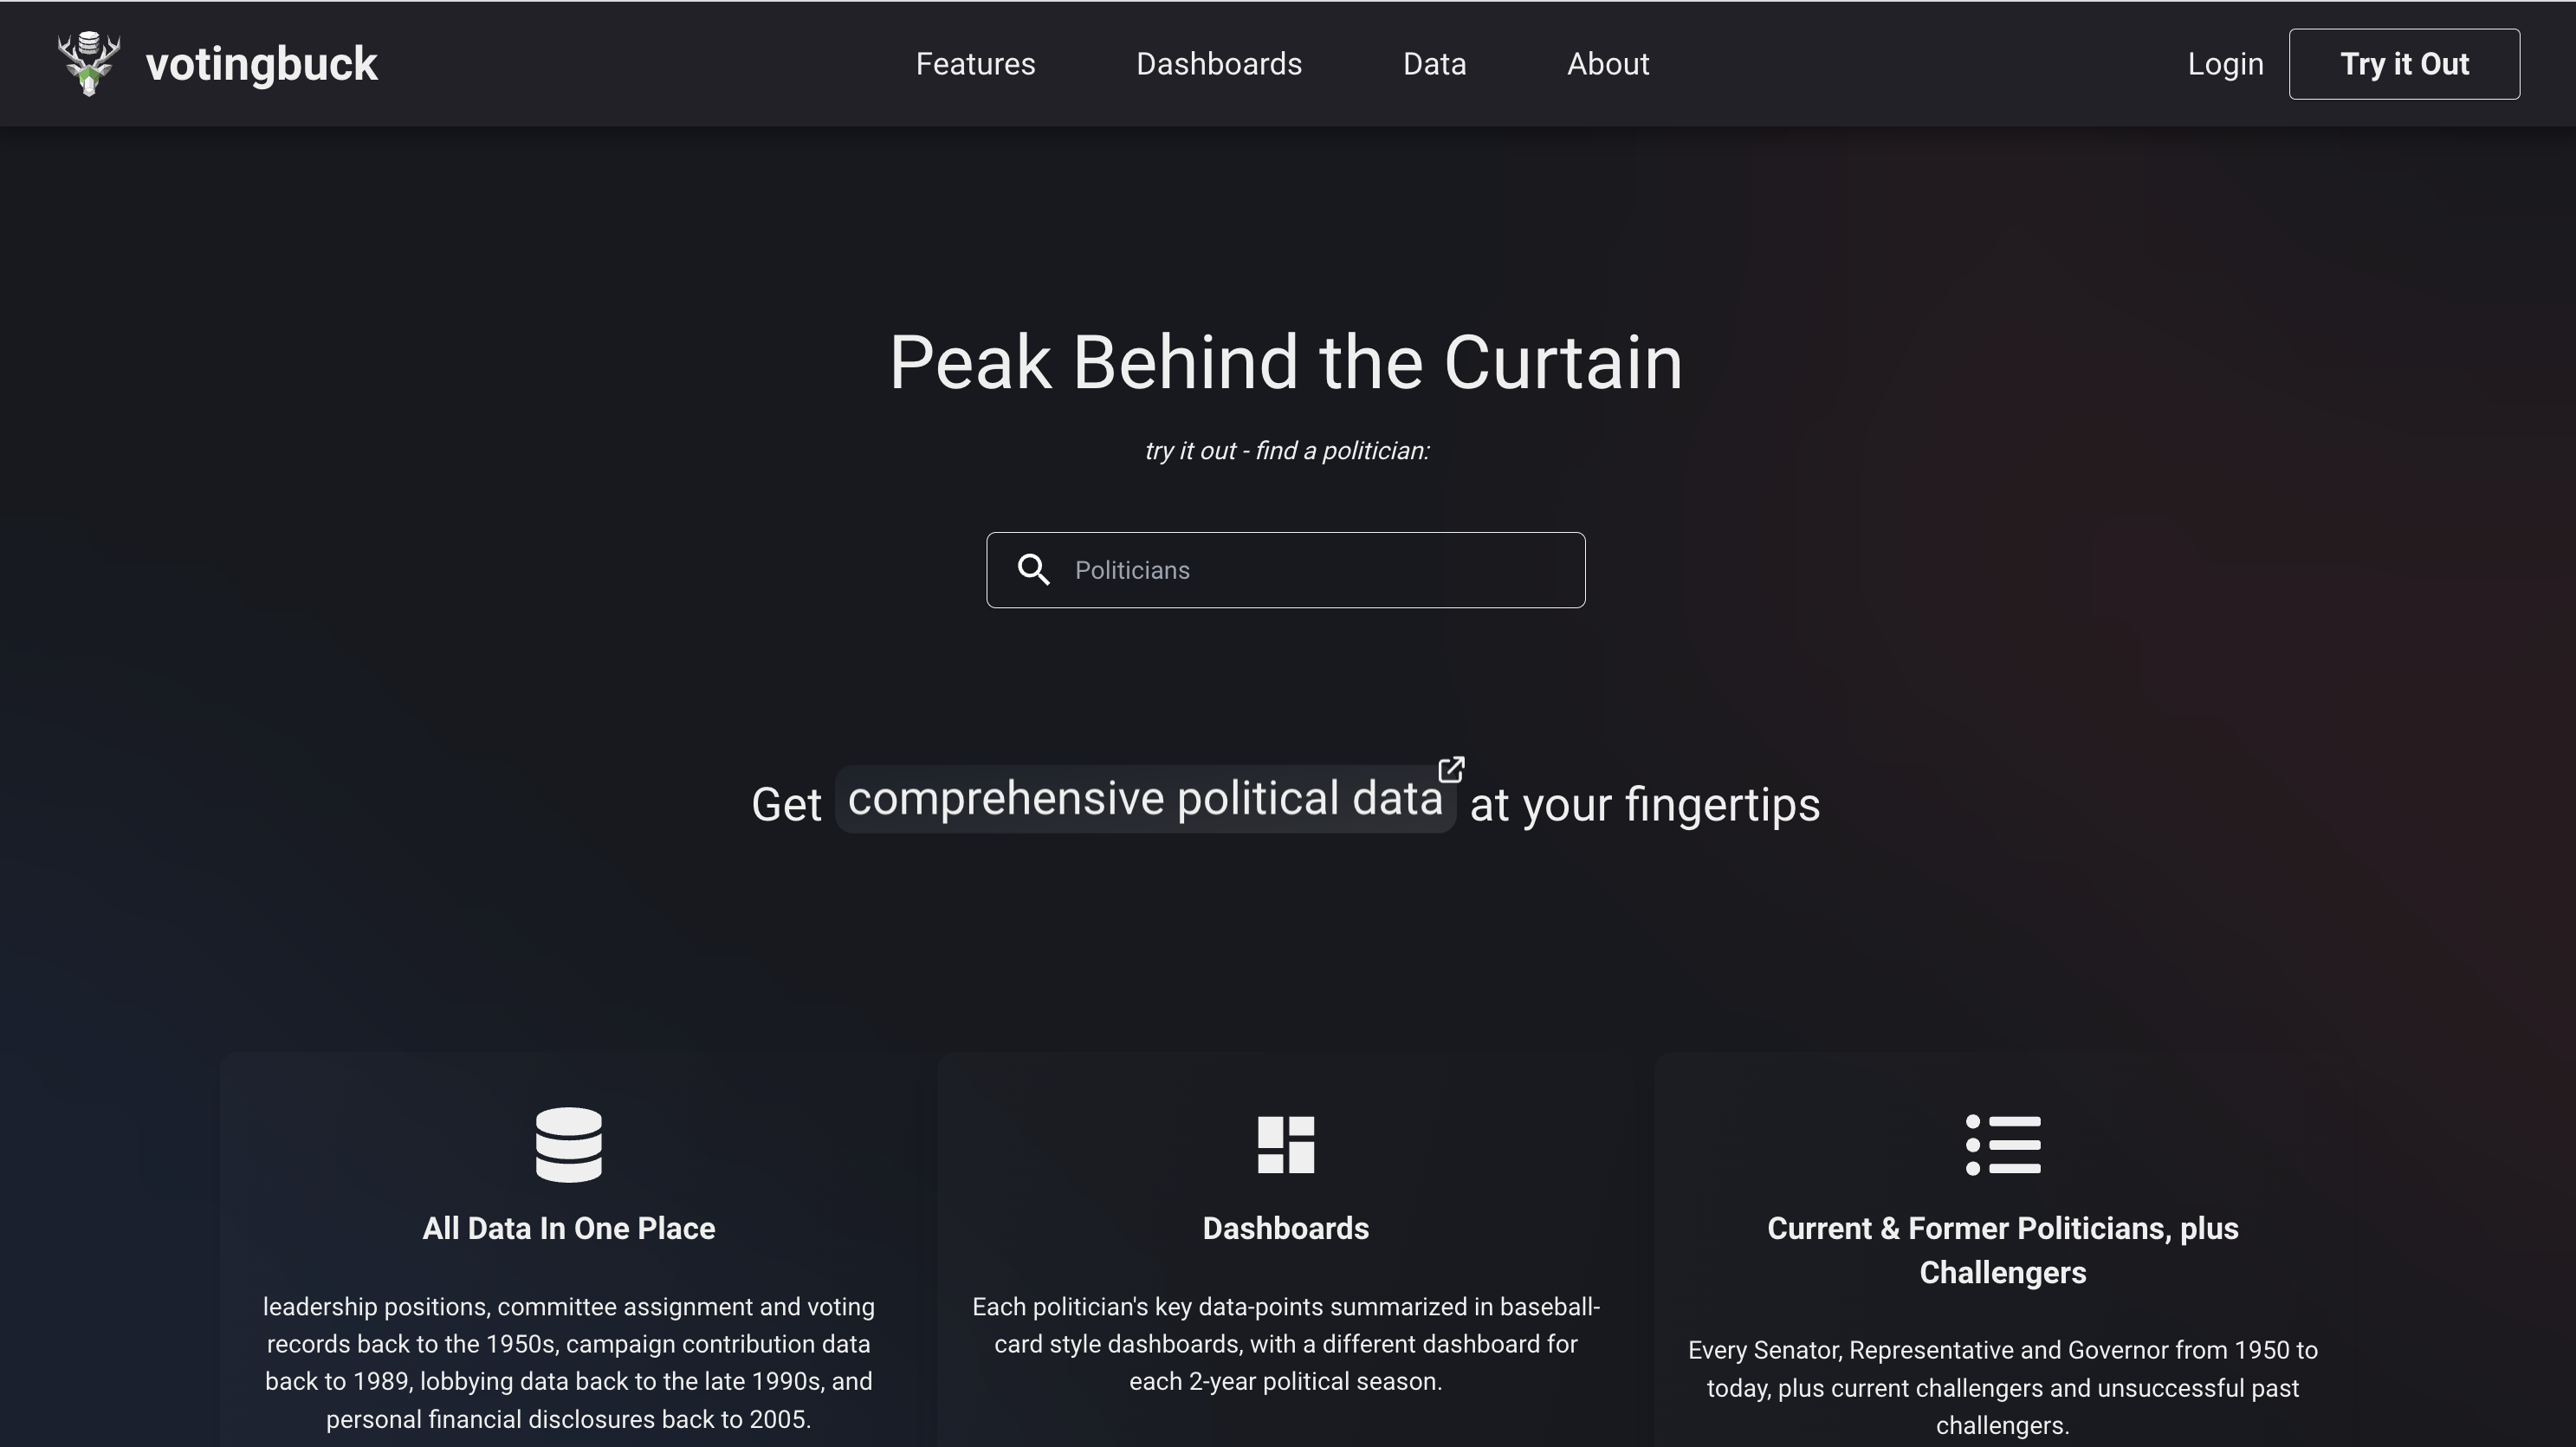 votingbuck
Features
Dashboards
Data
About
Login
Try it Out
Peak Behind the Curtain
try it out - find a politician:
Politicians
Get comprehensive political data at your fingertips
All Data In One Place
leadership positions, committee assignment and voting
records back to the 1950s, campaign contribution data
back to 1989, lobbying data back to the late 1990s, and
personal financial disclosures back to 2005.
Dashboards
Each politician's key data-points summarized in baseball-
card style dashboards, with a different dashboard for
each 2-year political season.
Current & Former Politicians, plus
Challengers
Every Senator, Representative and Governor from 1950 to
today, plus current challengers and unsuccessful past
challengers.